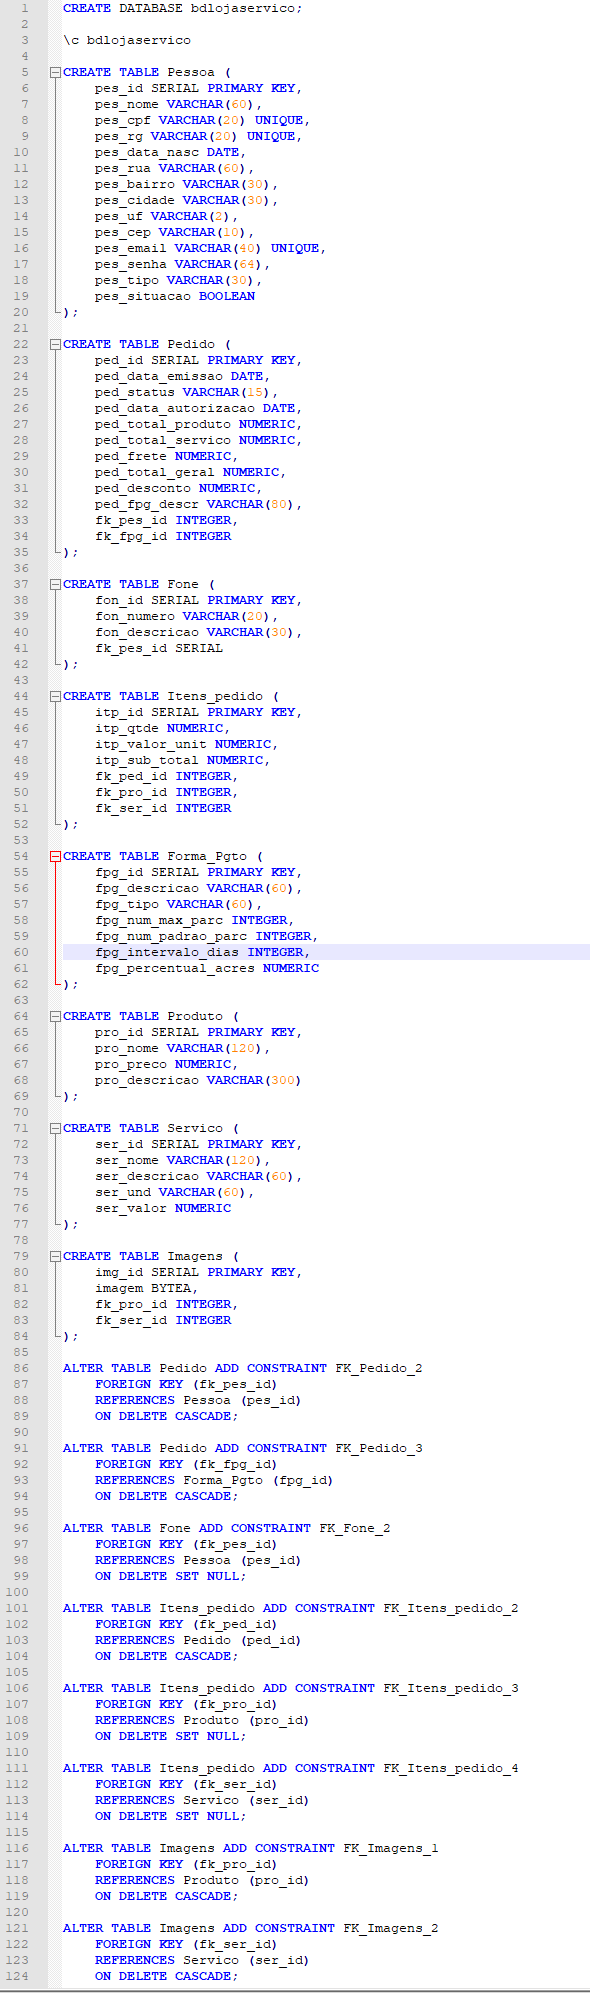 1 CREATE DATABASE bdlojaservico;
2
3 \c bdlojaservico
4
5 CREATE TABLE Pessoa (
6 pes_id SERIAL PRIMARY KEY,
7 pes_nome VARCHAR(60),
8 pes_cpf VARCHAR(20) UNIQUE,
9 pes_rg VARCHAR(20) UNIQUE,
10 pes_data_nasc DATE,
11 pes_rua VARCHAR(60),
12 pes_bairro VARCHAR(30),
13 pes_cidade VARCHAR(30),
14 pes_uf VARCHAR(2),
15 pes_cep VARCHAR(10),
16 pes_email VARCHAR(40) UNIQUE,
17 pes_senha VARCHAR(64),
18 pes_tipo VARCHAR(30),
19 pes_situacao BOOLEAN
20 );
21
22 CREATE TABLE Pedido (
23 ped_id SERIAL PRIMARY KEY,
24 ped_data_emissao DATE,
25 ped_status VARCHAR(15),
26 ped_data_autorizacao DATE,
27 ped_total_produto NUMERIC,
28 ped_total_servico NUMERIC,
29 ped_frete NUMERIC,
30 ped_total_geral NUMERIC,
31 ped_desconto NUMERIC,
32 ped_fpg_descr VARCHAR(80),
33 fk_pes_id INTEGER,
34 fk_fpg_id INTEGER
35 );
36
37 CREATE TABLE Fone (
38 fon_id SERIAL PRIMARY KEY,
39 fon_numero VARCHAR(20),
40 fon_descricao VARCHAR(30),
41 fk_pes_id SERIAL
42 );
43
44 CREATE TABLE Itens_pedido (
45 itp_id SERIAL PRIMARY KEY,
46 itp_qtde NUMERIC,
47 itp_valor_unit NUMERIC,
48 itp_sub_total NUMERIC,
49 fk_ped_id INTEGER,
50 fk_pro_id INTEGER,
51 fk_ser_id INTEGER
52 );
53
54 CREATE TABLE Forma_Pgto (
55 fpg_id SERIAL PRIMARY KEY,
56 fpg_descricao VARCHAR(60),
57 fpg_tipo VARCHAR(60),
58 fpg_num_max_parc INTEGER,
59 fpg_num_padrao_parc INTEGER,
60 fpg_intervalo_dias INTEGER,
61 fpg_percentual_acres NUMERIC
62 );
63
64 CREATE TABLE Produto (
65 pro_id SERIAL PRIMARY KEY,
66 pro_nome VARCHAR(120),
67 pro_preco NUMERIC,
68 pro_descricao VARCHAR(300)
69 );
70
71 CREATE TABLE Servico (
72 ser_id SERIAL PRIMARY KEY,
73 ser_nome VARCHAR(120),
74 ser_descricao VARCHAR(60),
75 ser_und VARCHAR(60),
76 ser_valor NUMERIC
77 );
78
79 CREATE TABLE Imagens (
80 img_id SERIAL PRIMARY KEY,
81 imagem BYTEA,
82 fk_pro_id INTEGER,
83 fk_ser_id INTEGER
84 );
85
86 ALTER TABLE Pedido ADD CONSTRAINT FK_Pedido_2
87 FOREIGN KEY (fk_pes_id)
88 REFERENCES Pessoa (pes_id)
89 ON DELETE CASCADE;
90
91 ALTER TABLE Pedido ADD CONSTRAINT FK_Pedido_3
92 FOREIGN KEY (fk_fpg_id)
93 REFERENCES Forma_Pgto (fpg_id)
94 ON DELETE CASCADE;
95
96 ALTER TABLE Fone ADD CONSTRAINT FK_Fone_2
97 FOREIGN KEY (fk_pes_id)
98 REFERENCES Pessoa (pes_id)
99 ON DELETE SET NULL;
100
101 ALTER TABLE Itens_pedido ADD CONSTRAINT FK_Itens_pedido_2
102 FOREIGN KEY (fk_ped_id)
103 REFERENCES Pedido (ped_id)
104 ON DELETE CASCADE;
105
106 ALTER TABLE Itens_pedido ADD CONSTRAINT FK_Itens_pedido_3
107 FOREIGN KEY (fk_pro_id)
108 REFERENCES Produto (pro_id)
109 ON DELETE SET NULL;
110
111 ALTER TABLE Itens_pedido ADD CONSTRAINT FK_Itens_pedido_4
112 FOREIGN KEY (fk_ser_id)
113 REFERENCES Servico (ser_id)
114 ON DELETE SET NULL;
115
116 ALTER TABLE Imagens ADD CONSTRAINT FK_Imagens_1
117 FOREIGN KEY (fk_pro_id)
118 REFERENCES Produto (pro_id)
119 ON DELETE CASCADE;
120
121 ALTER TABLE Imagens ADD CONSTRAINT FK_Imagens_2
122 FOREIGN KEY (fk_ser_id)
123 REFERENCES Servico (ser_id)
124 ON DELETE CASCADE;